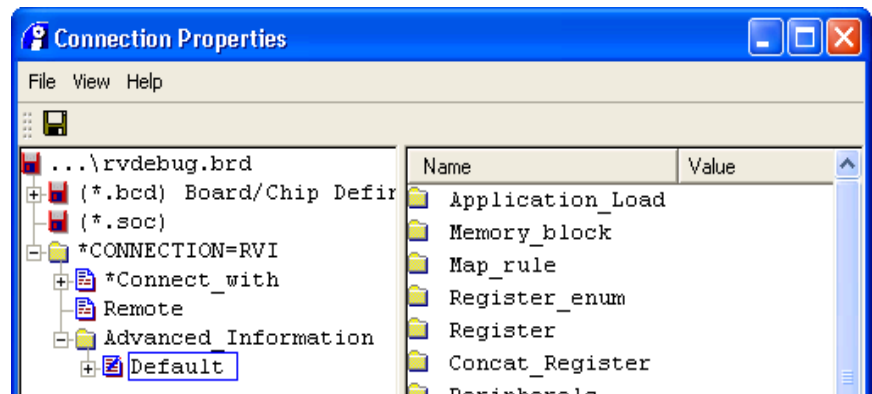 Connection Properties
File View Help
...\rvdebug.brd
(*.bcd) Board/Chip Defir
(*.soc)
*CONNECTION=RVI
*Connect_with
Remote
Advanced_Information
Default
Name Value
Application_Load
Memory_block
Map_rule
Register_enum
Register
Concat_Register
Peripherals